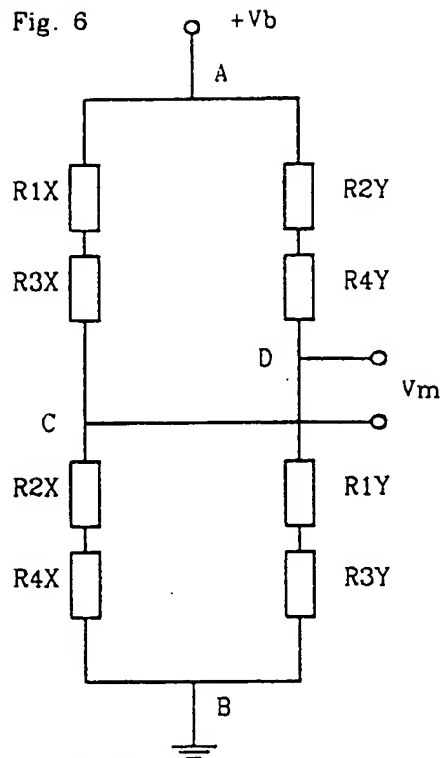 Fig. 6 +Vb
A
R1X R2Y
R3X R4Y
D
Vm
C
R2X R1Y
R4X R3Y
B